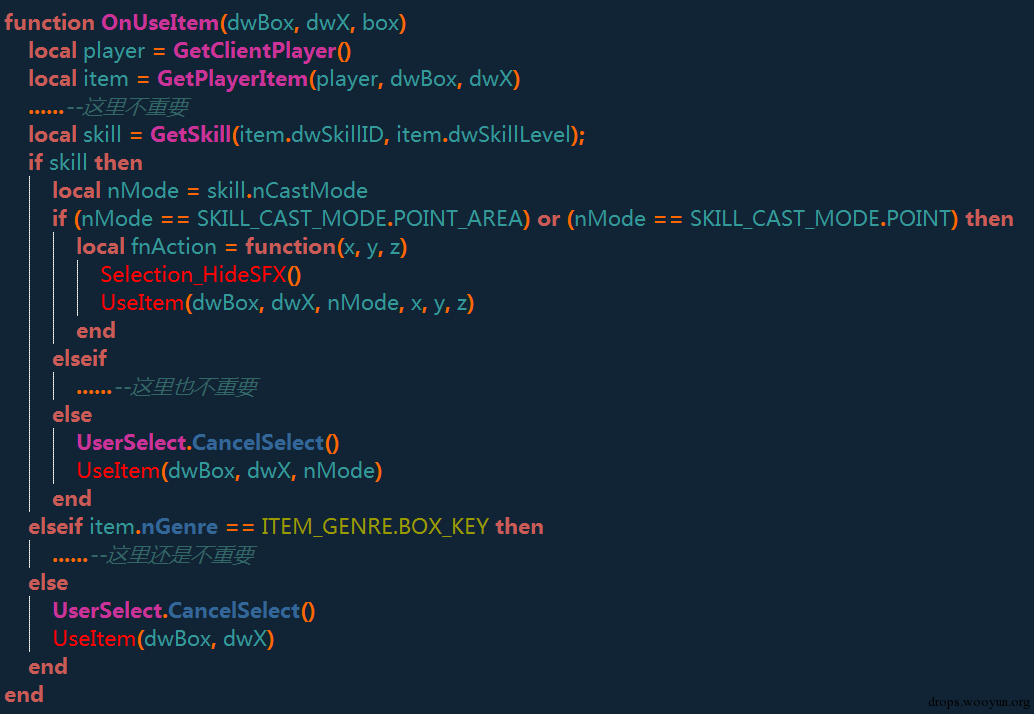 function OnUseItem(dwBox, dwX, box)
local player = GetClientPlayer()
local item = GetPlayerItem(player, dwBox, dwX)
......--这里不重要
local skill = GetSkill(item.dwSkillID, item.dwSkillLevel);
if skill then
local nMode = skill.nCastMode
if (nMode == SKILL_CAST_MODE.POINT_AREA) or (nMode == SKILL_CAST_MODE.POINT) then
local fnAction = function(x, y, z)
Selection_HideSFX()
UseItem(dwBox, dwX, nMode, x, y, z)
end
elseif
......--这里也不重要
else
UserSelect.CancelSelect()
UseItem(dwBox, dwX, nMode)
end
elseif item.nGenre == ITEM_GENRE.BOX_KEY then
......--这里还是不重要
else
UserSelect.CancelSelect()
UseItem(dwBox, dwX)
end
end
drops.wooyun.org